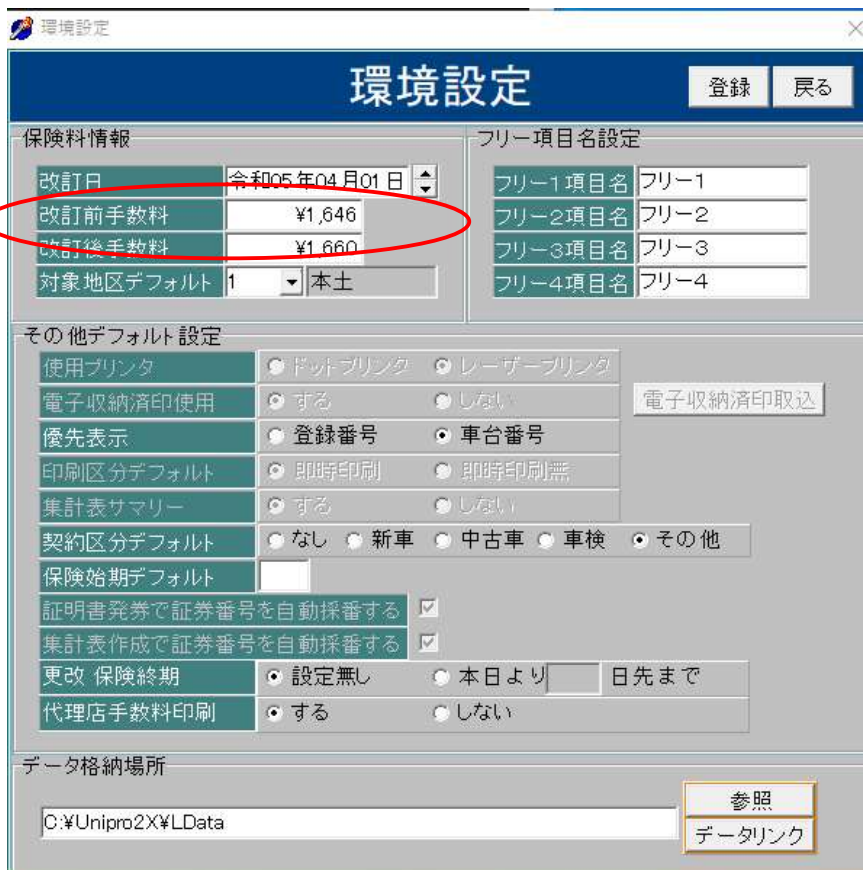 環境設定
環境設定
登録 戻る
保険料情報
改訂日 令和05年04月01日
改訂前手数料 ¥1,646
改訂後手数料 ¥1,660
対象地区デフォルト 1 本土
フリー項目名設定
フリー1項目名 フリー1
フリー2項目名 フリー2
フリー3項目名 フリー3
フリー4項目名 フリー4
その他デフォルト設定
使用プリンタ ドットプリンタ レーザープリンタ
電子収納済印使用 する しない 電子収納済印取込
優先表示 登録番号 車台番号
印刷区分デフォルト 即時印刷 即時印刷無
集計表サマリー する しない
契約区分デフォルト なし 新車 中古車 車検 その他
保険始期デフォルト
証明書発券で証券番号を自動採番する
集計表作成で証券番号を自動採番する
更改 保険終期 設定無し 本日より 日先まで
代理店手数料印刷 する しない
データ格納場所
C:¥Unipro2X¥LData
参照
データリンク